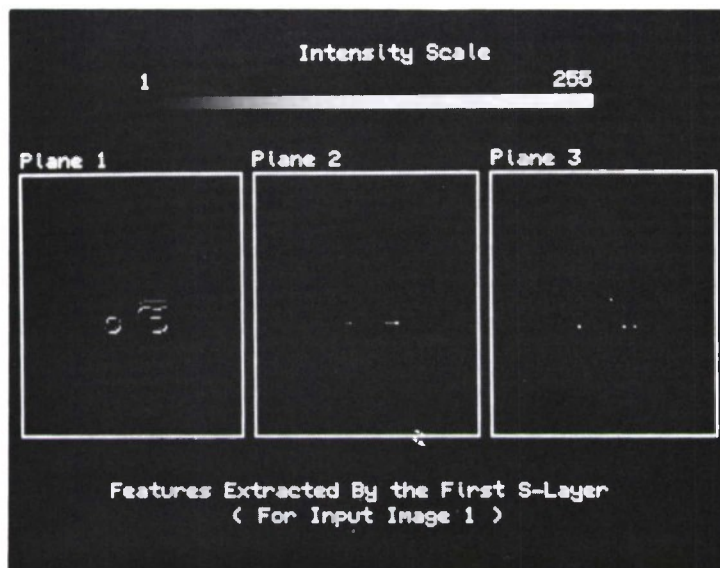 Intensity Scale
1 255
Plane 1 Plane 2 Plane 3
Features Extracted By the First S-Layer
( For Input Image 1 )